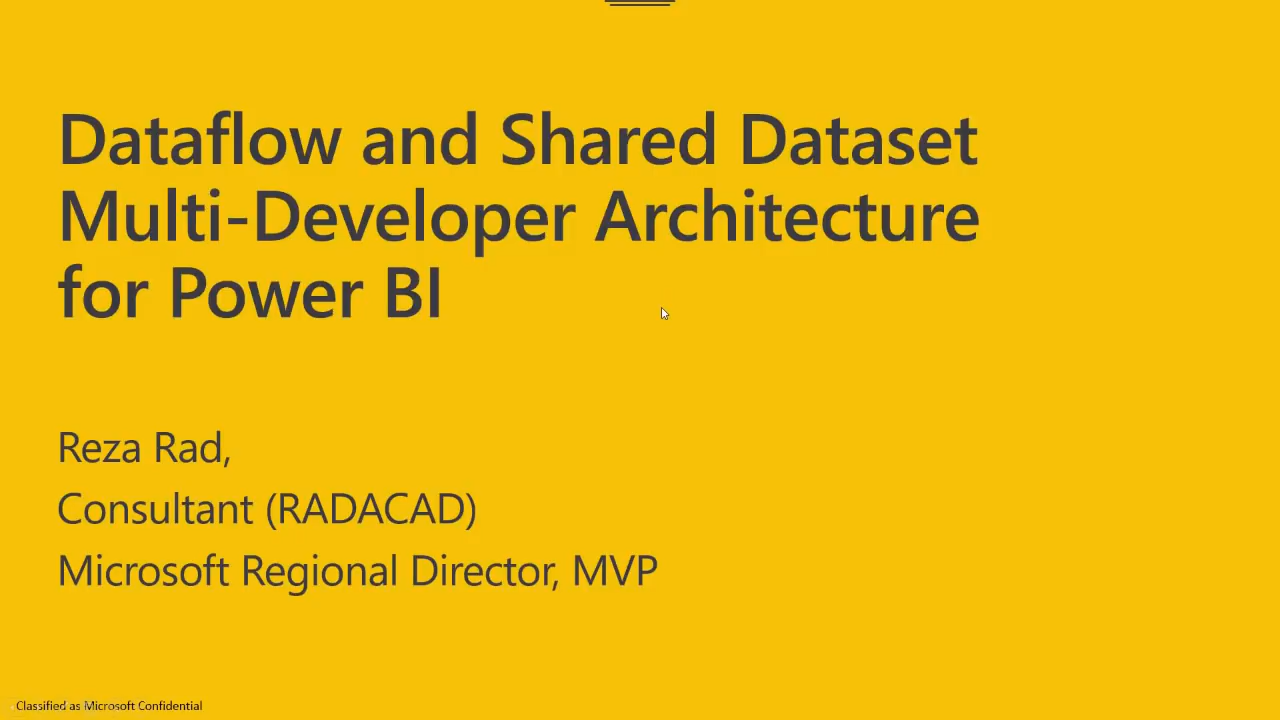 Dataflow and Shared Dataset
Multi-Developer Architecture
for Power BI
Reza Rad,
Consultant (RADACAD)
Microsoft Regional Director, MVP
Classified as Microsoft Confidential